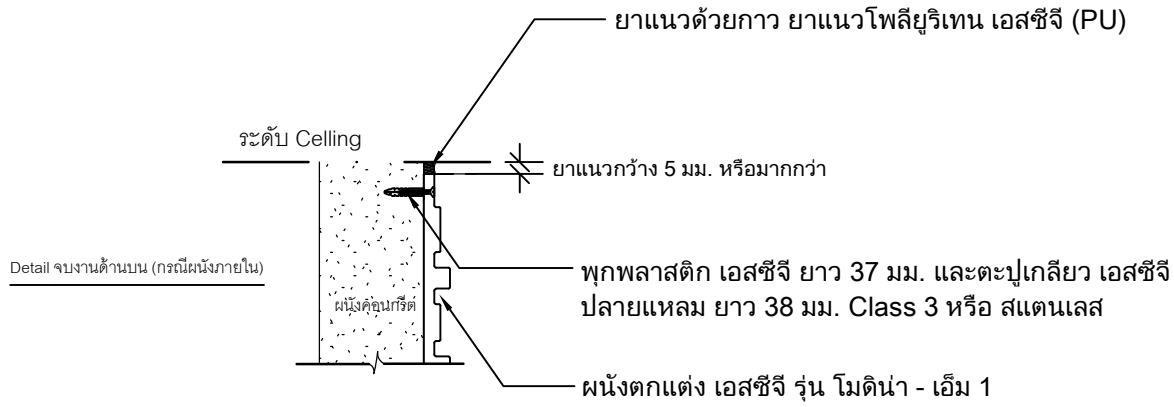 ยาแนวด้วยกาว ยาแนวโพลียูริเทน เอสซีจี (PU)
ระดับ Celling
ยาแนวกว้าง 5 มม. หรือมากกว่า
Detail จบงานด้านบน (กรณีผนังภายใน)
พุกพลาสติก เอสซีจี ยาว 37 มม. และตะปูเกลียว เอสซีจี
ปลายแหลม ยาว 38 มม. Class 3 หรือ สแตนเลส
ผนังคอนกรีต
ผนังตกแต่ง เอสซีจี รุ่น โมดิน่า - เอ็ม 1